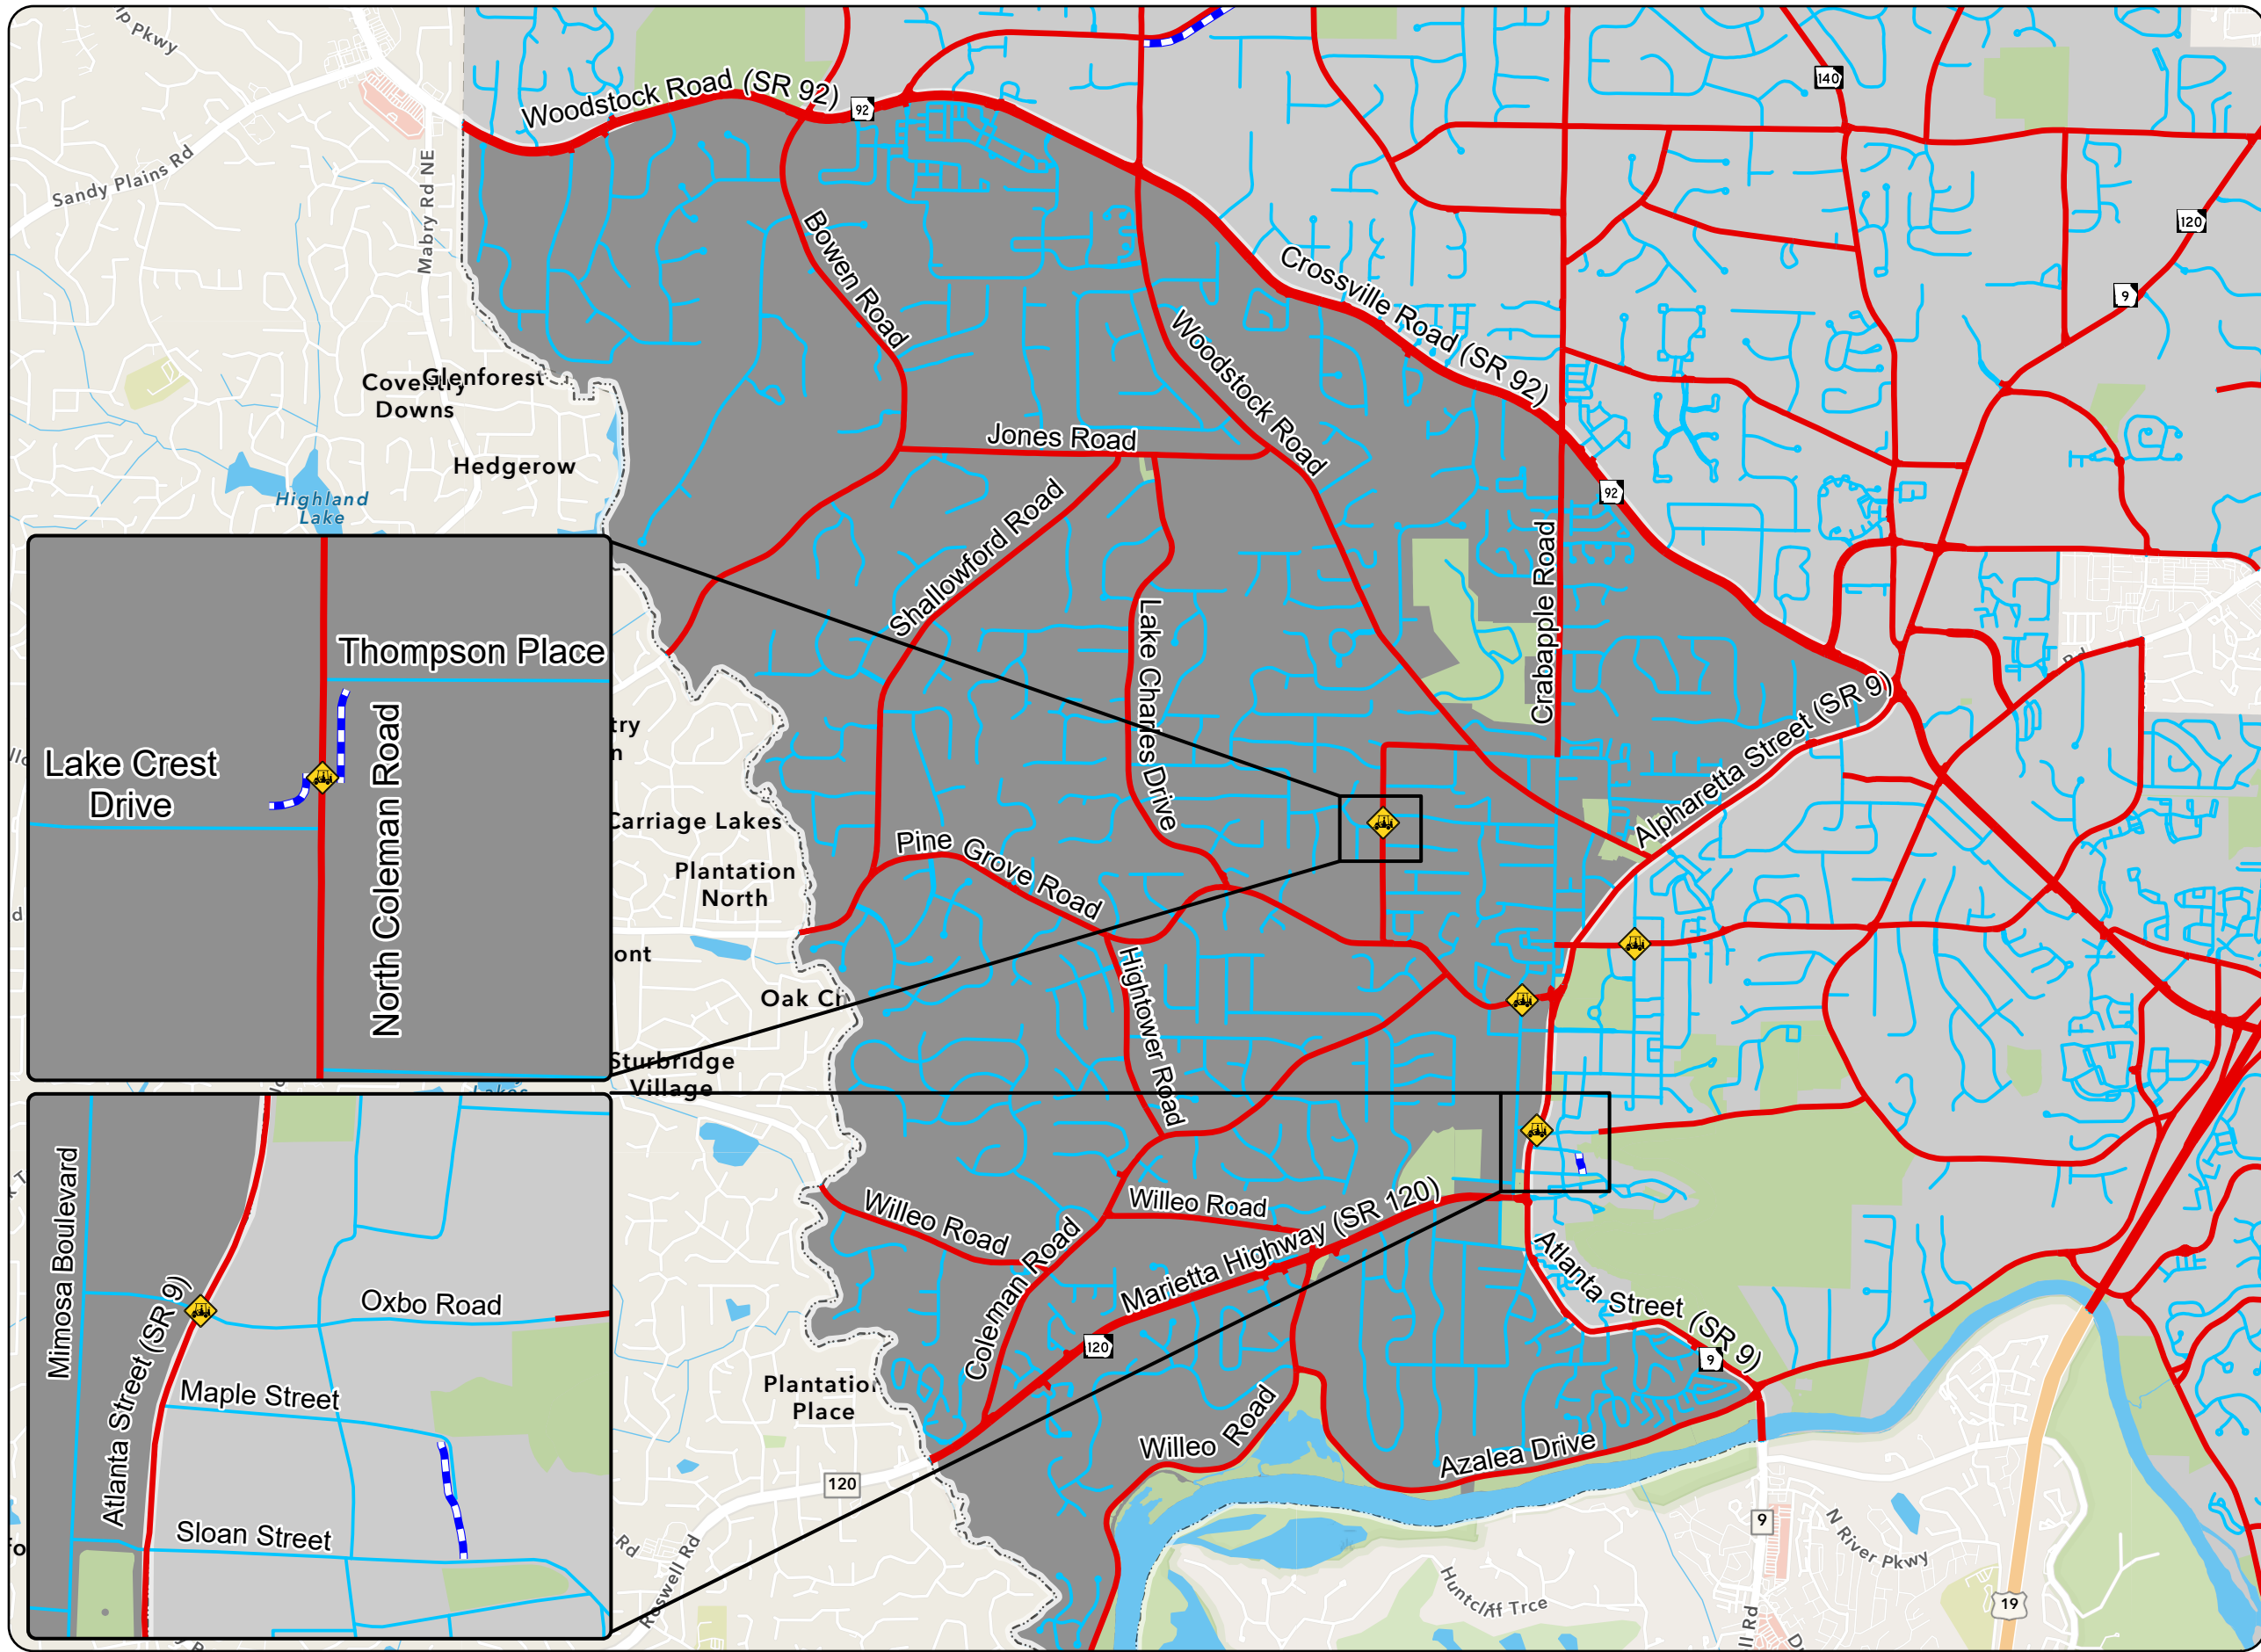 Woodstock Road (SR 92)
92
140
Sandy Plains Rd
Mabry Rd NE
120
9
Bowen Road
Crossville Road (SR 92)
Woodstock Road
Glenforest
Coventry
Downs
Jones Road
Hedgerow
Highland
Lake
92
Shallowford Road
Crabapple Road
Lake Charles Drive
Alpharetta Street (SR 9)
Rd
Thompson Place
North Coleman Road
Lake Crest
Drive
Carriage Lakes
Plantation
North
Pine Grove Road
Hightower Road
Sturbridge
Village
Willeo Road
Willeo Road
Coleman Road
Marietta Highway (SR 120)
120
Atlanta Street (SR 9)
9
Plantation
Place
Willeo Road
Azalea Drive
120
Roswell Rd
Rd
9
N River Pkwy
Huntcliff Trce
19
Mimosa Boulevard
Atlanta Street (SR 9)
Oxbo Road
Maple Street
Sloan Street